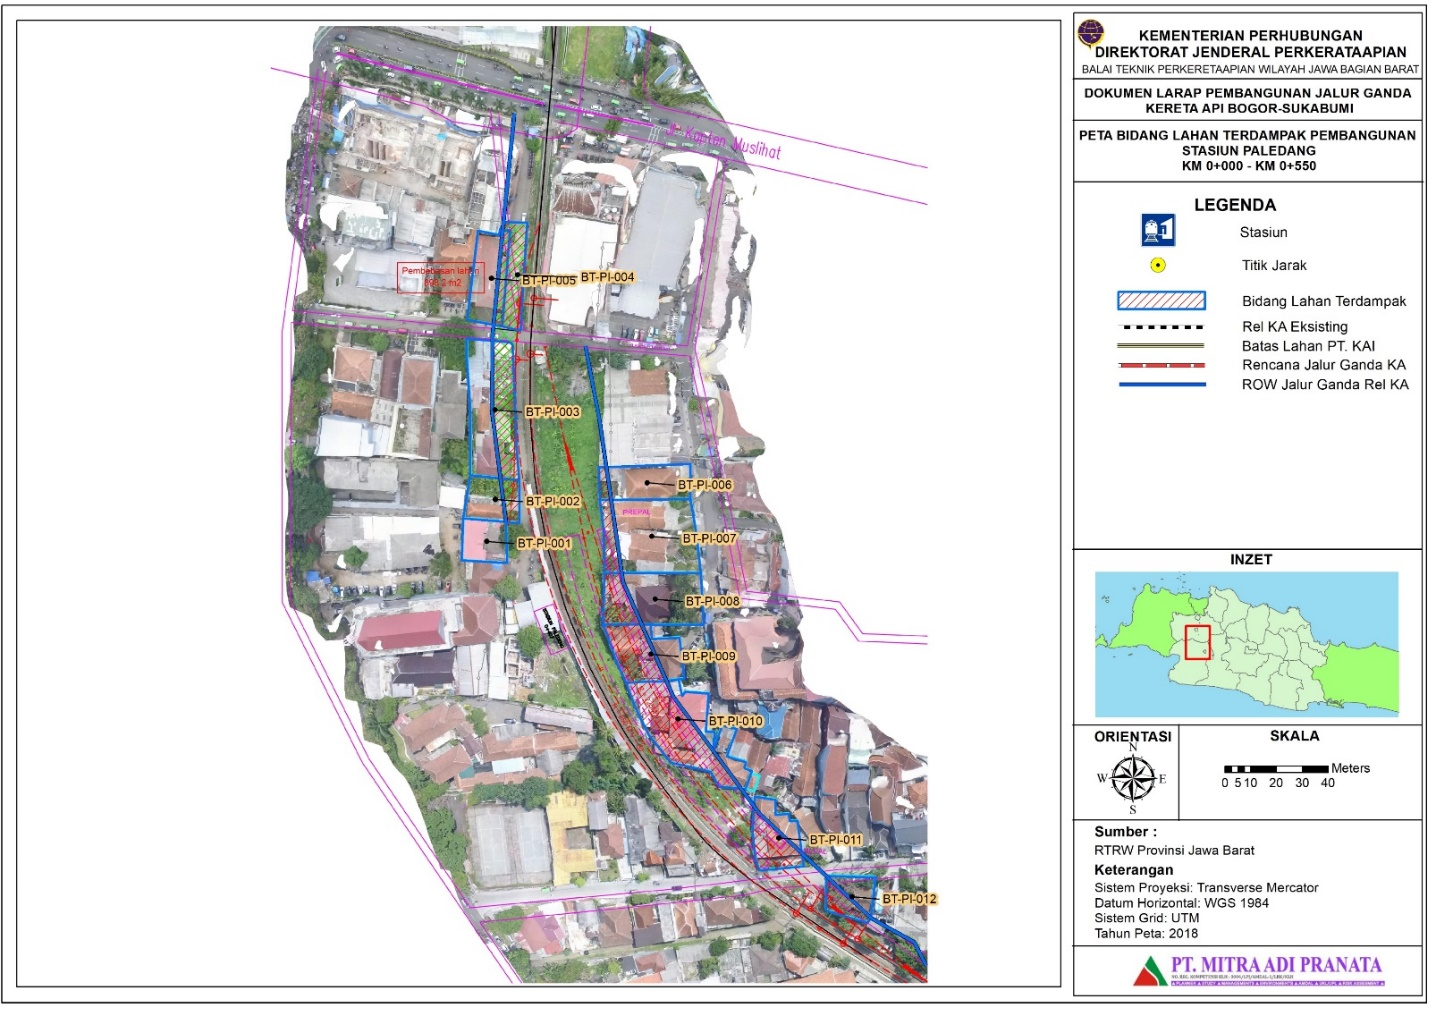 Jl. Kapten Muslihat
Pembebasan lahan
m2
BT-PI-005
BT-PI-004
BT-PI-003
BT-PI-002
BT-PI-001
BT-PI-006
BT-PI-007
BT-PI-008
BT-PI-009
BT-PI-010
BT-PI-011
BT-PI-012
KEMENTERIAN PERHUBUNGAN
DIREKTORAT JENDERAL PERKERATAAPIAN
BALAI TEKNIK PERKERETAAPIAN WILAYAH JAWA BAGIAN BARAT
DOKUMEN LARAP PEMBANGUNAN JALUR GANDA
KERETA API BOGOR-SUKABUMI
PETA BIDANG LAHAN TERDAMPAK PEMBANGUNAN
STASIUN PALEDANG
KM 0+000 - KM 0+550
LEGENDA
Stasiun
Titik Jarak
Bidang Lahan Terdampak
Rel KA Eksisting
Batas Lahan PT. KAI
Rencana Jalur Ganda KA
ROW Jalur Ganda Rel KA
INZET
ORIENTASI
N
W E
S
SKALA
Meters
0 5 10 20 30 40
Sumber :
RTRW Provinsi Jawa Barat
Keterangan
Sistem Proyeksi: Transverse Mercator
Datum Horizontal: WGS 1984
Sistem Grid: UTM
Tahun Peta: 2018
PT. MITRA ADI PRANATA